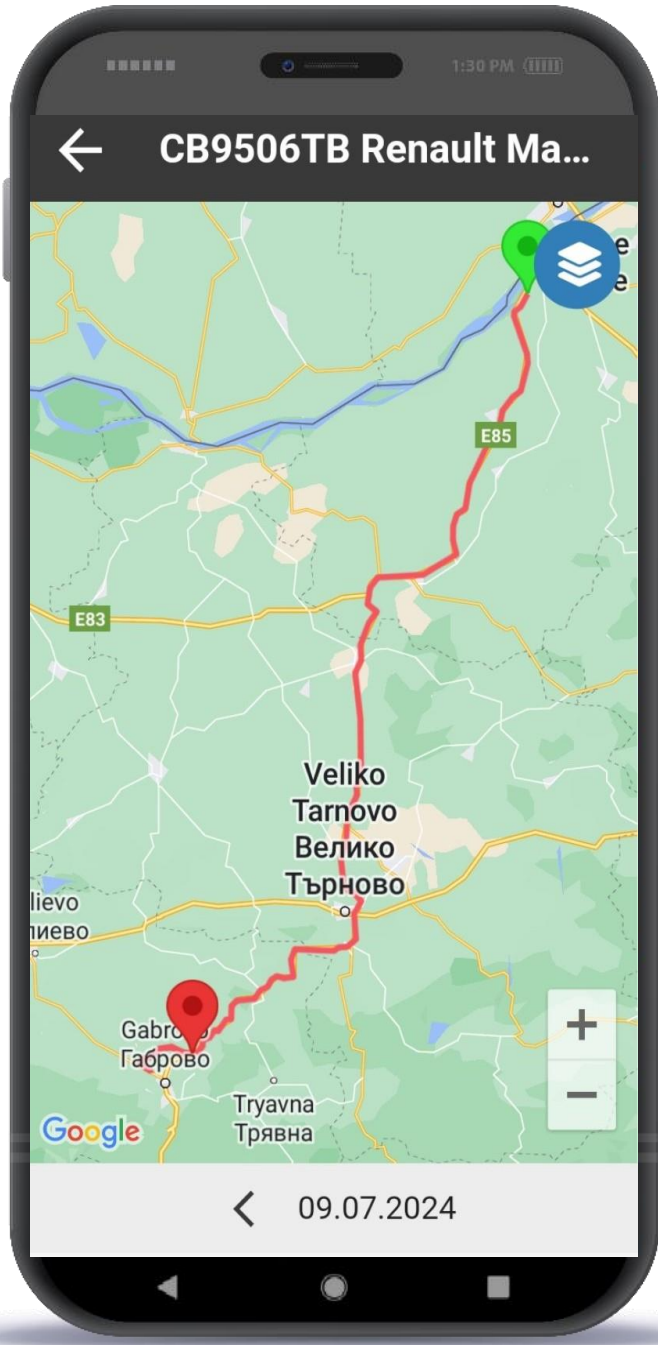 1:30 PM
CB9506TB Renault Ma...
e
e
E85
E83
Veliko
Tarnovo
Велико
Търново
lievo
лиево
Габрово
Tryavna
Трявна
+
−
Google
09.07.2024